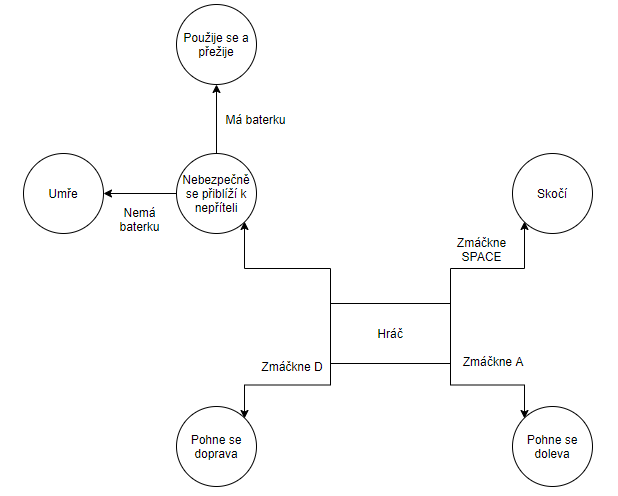 Použije se a
přežije
Má baterku
Nebezpečně
se přiblíží k
nepříteli
Umře
Nemá
baterku
Skočí
Zmáčkne
SPACE
Hráč
Zmáčkne D
Zmáčkne A
Pohne se
doprava
Pohne se
doleva